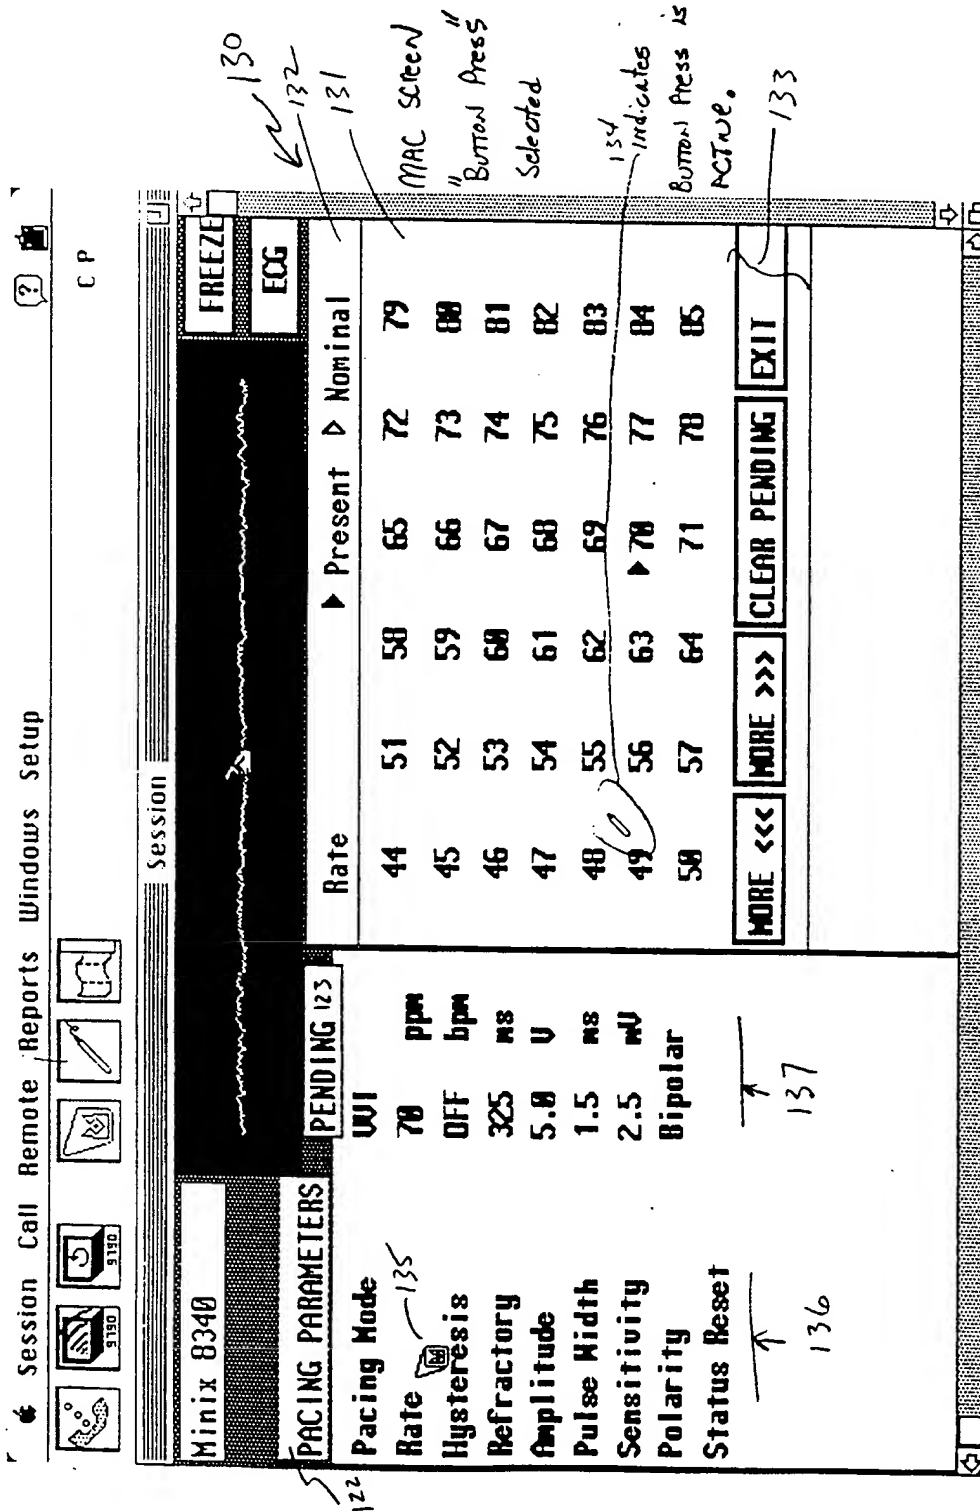 Session Call Remote Reports Windows Setup
9790 9790
C P
?
Session
Minix 8340
FREEZE
ECG
122
PACING PARAMETERS
PENDING 123
Pacing Mode VVI
Rate 70 ppm
135
Hysteresis OFF bpm
Refractory 325 ms
Amplitude 5.0 V
Pulse Width 1.5 ms
Sensitivity 2.5 mV
Polarity Bipolar
Status Reset
136
137
Rate Present Nominal
44 51 58 65 72 79
45 52 59 66 73 80
46 53 60 67 74 81
47 54 61 68 75 82
48 55 62 69 76 83
49 56 63 70 77 84
50 57 64 71 78 85
MORE <<< MORE >>> CLEAR PENDING EXIT
130
132
131
MAC SCREEN
"BUTTON Press"
Selected
134
indicates
BUTTON Press is
ACTIVE.
133